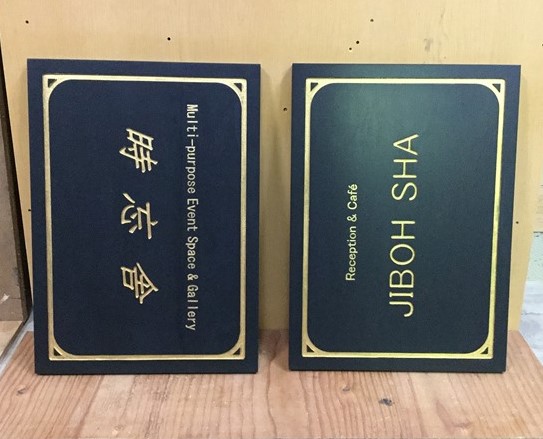 Multi-purpose Event Space & Gallery
時忘舎
Reception & Café
JIBOH SHA